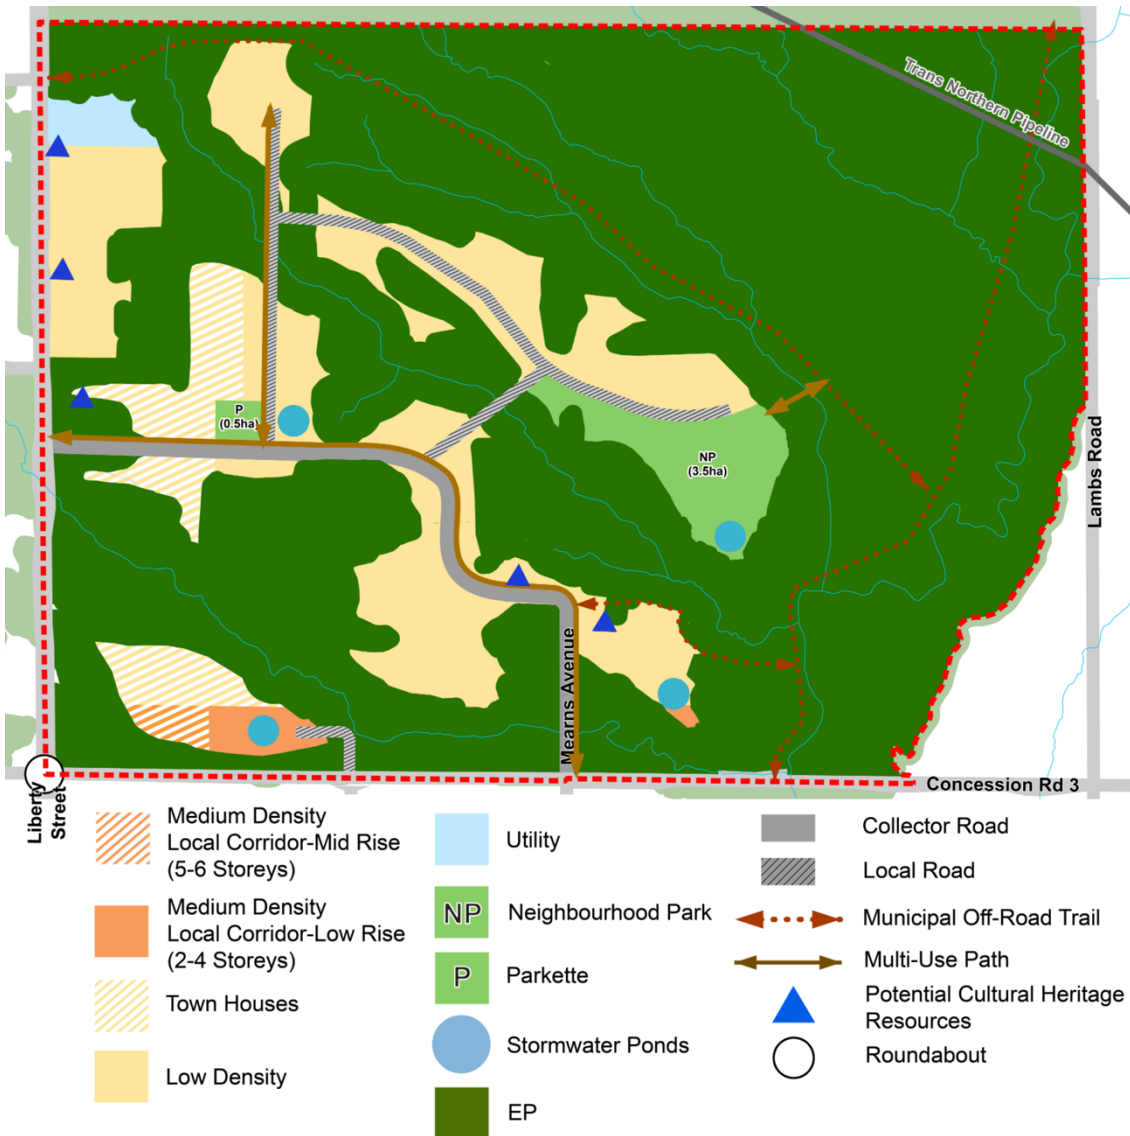 Trans Northern Pipeline
P
(0.5ha)
NP
(3.5ha)
Lambs Road
Mearns Avenue
Concession Rd 3
Liberty
Street
Medium Density
Local Corridor-Mid Rise
(5-6 Storeys)
Medium Density
Local Corridor-Low Rise
(2-4 Storeys)
Town Houses
Low Density
Utility
NP
Neighbourhood Park
P
Parkette
Stormwater Ponds
EP
Collector Road
Local Road
Municipal Off-Road Trail
Multi-Use Path
Potential Cultural Heritage
Resources
Roundabout